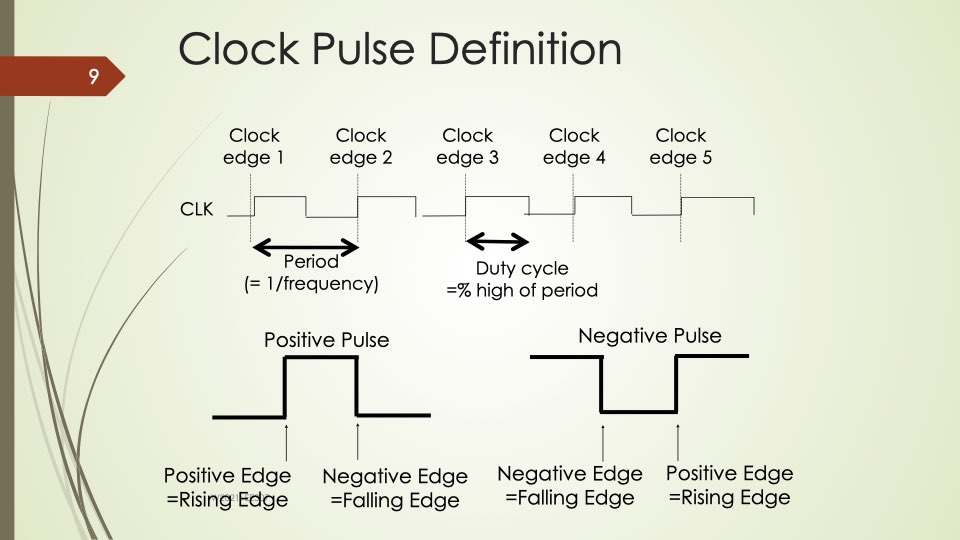 Clock Pulse Definition
9
Clock edge 1
Clock edge 2
Clock edge 3
Clock edge 4
Clock edge 5
CLK
Period
(= 1/frequency)
Duty cycle
=% high of period
Positive Pulse
Negative Pulse
Positive Edge
=Rising Edge
Negative Edge
=Falling Edge
Negative Edge
=Falling Edge
Positive Edge
=Rising Edge